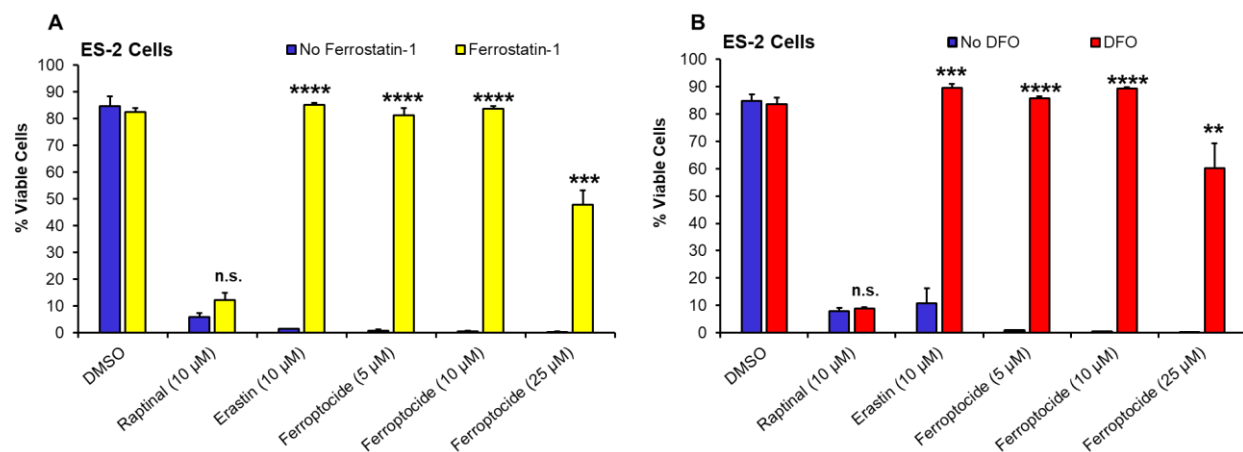 A
ES-2 Cells
No Ferrostatin-1
Ferrostatin-1
% Viable Cells
100
90
80
70
60
50
40
30
20
10
0
n.s.
****
****
****
***
DMSO
Raptinal (10 µM)
Erastin (10 µM)
Ferroptocide (5 µM)
Ferroptocide (10 µM)
Ferroptocide (25 µM)
B
ES-2 Cells
No DFO
DFO
% Viable Cells
100
90
80
70
60
50
40
30
20
10
0
n.s.
***
****
****
**
DMSO
Raptinal (10 µM)
Erastin (10 µM)
Ferroptocide (5 µM)
Ferroptocide (10 µM)
Ferroptocide (25 µM)